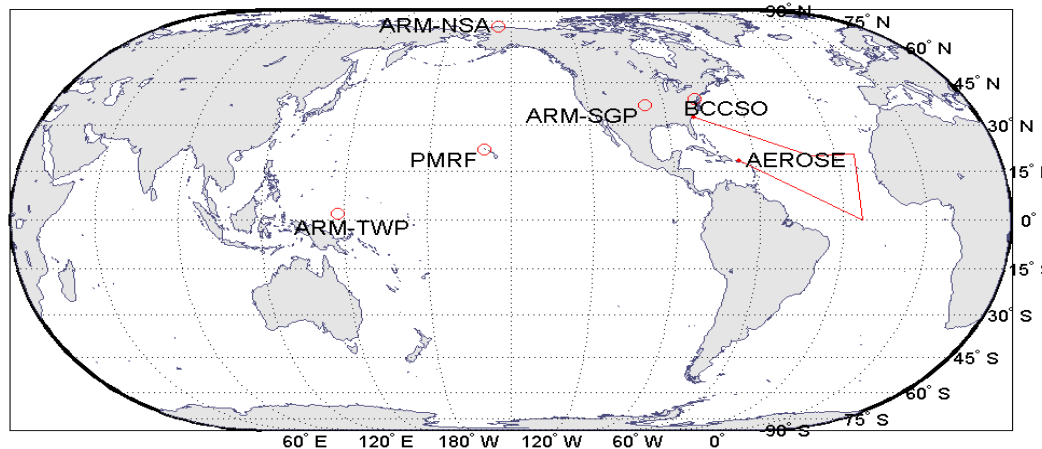 90° N
75° N
ARM-NSA
60° N
45° N
BCCSO
ARM-SGP
30° N
PMRF
AEROSE
15° N
ARM-TWP
0°
15° S
30° S
45° S
60° S
75° S
90° S
60° E 120° E 180° W 120° W 60° W 0°